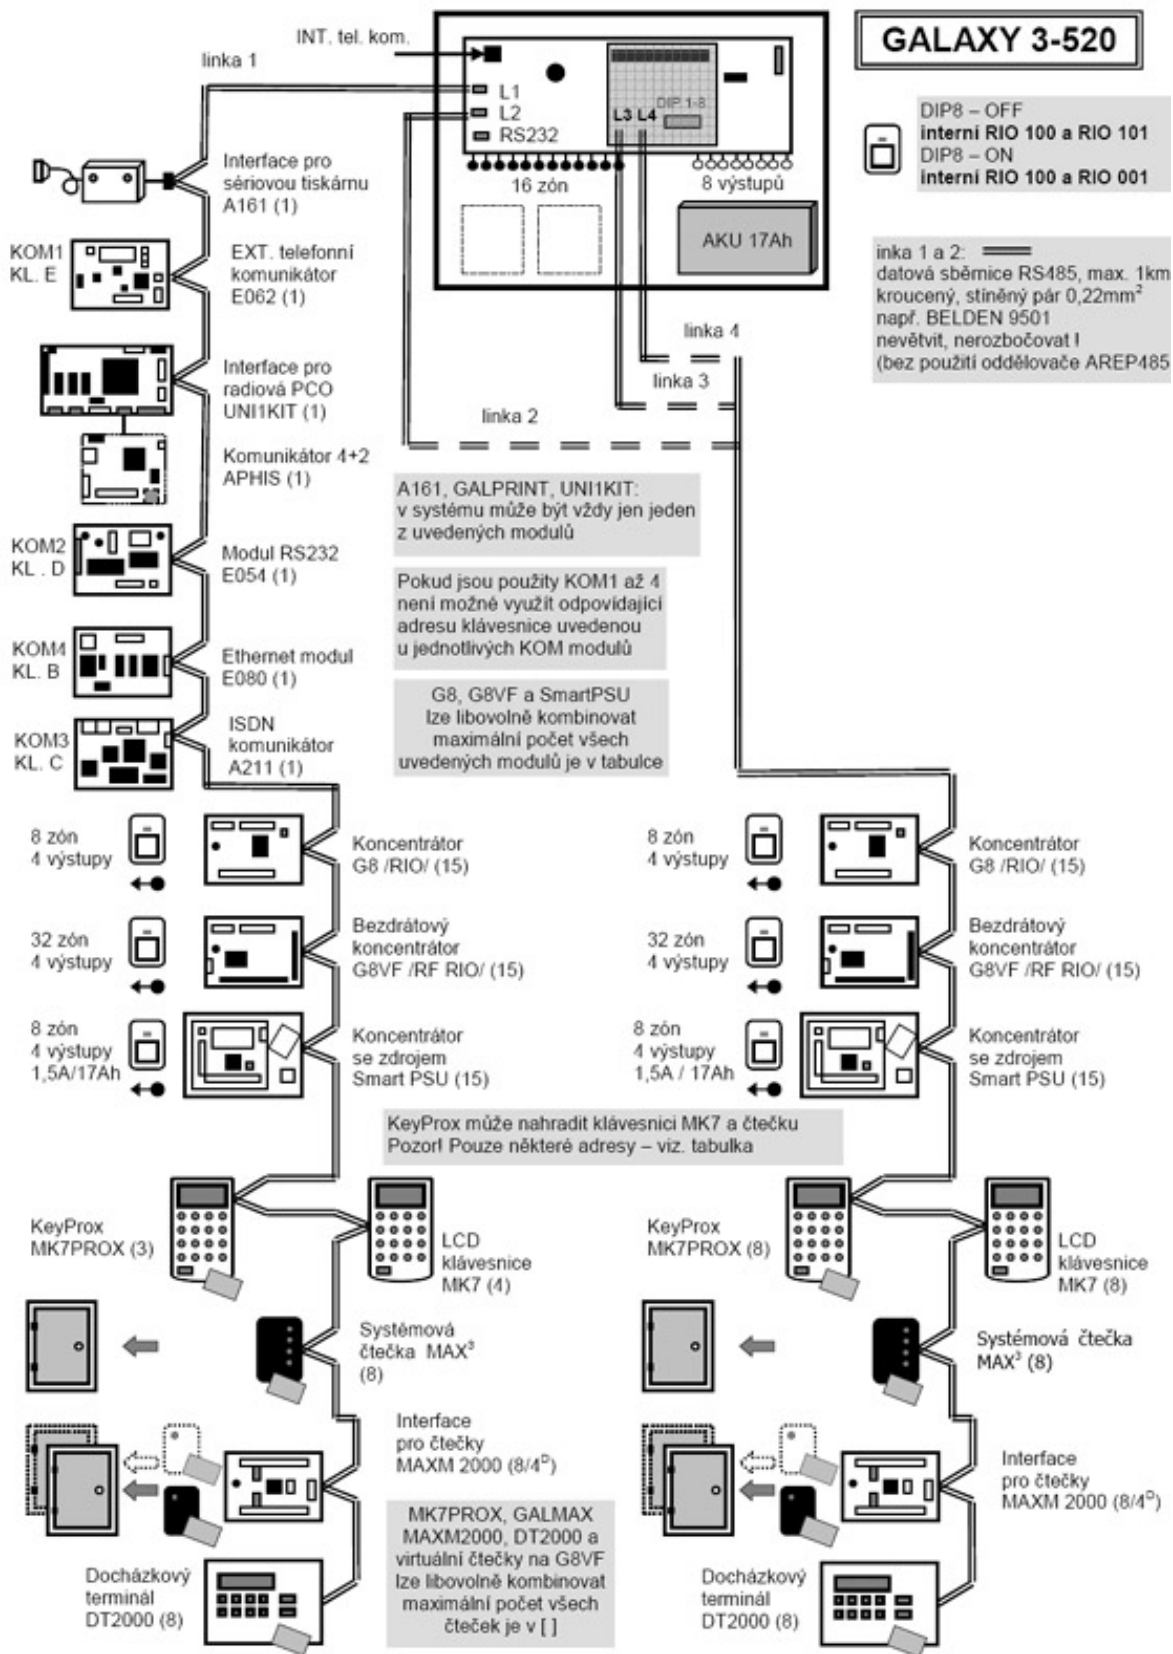 GALAXY 3-520
INT. tel. kom.
linka 1
L1
L2
RS232
L3 L4
DIP 1-8
16 zón
8 výstupů
AKU 17Ah
DIP8 – OFF
interní RIO 100 a RIO 101
DIP8 – ON
interní RIO 100 a RIO 001
inka 1 a 2:
datová sběrnice RS485, max. 1km
kroucený, stíněný pár 0,22mm²
např. BELDEN 9501
nevětvit, nerozbočovat !
(bez použití oddělovače AREP485
linka 4
linka 3
linka 2
Interface pro
sériovou tiskárnu
A161 (1)
KOM1
KL. E
EXT. telefonní
komunikátor
E062 (1)
Interface pro
radiová PCO
UNI1KIT (1)
Komunikátor 4+2
APHIS (1)
KOM2
KL . D
Modul RS232
E054 (1)
KOM4
KL. B
Ethernet modul
E080 (1)
KOM3
KL. C
ISDN
komunikátor
A211 (1)
A161, GALPRINT, UNI1KIT:
v systému může být vždy jen jeden
z uvedených modulů
Pokud jsou použity KOM1 až 4
není možné využít odpovídající
adresu klávesnice uvedenou
u jednotlivých KOM modulů
G8, G8VF a SmartPSU
lze libovolně kombinovat
maximální počet všech
uvedených modulů je v tabulce
8 zón
4 výstupy
Koncentrátor
G8 /RIO/ (15)
32 zón
4 výstupy
Bezdrátový
koncentrátor
G8VF /RF RIO/ (15)
8 zón
4 výstupy
1,5A/17Ah
Koncentrátor
se zdrojem
Smart PSU (15)
8 zón
4 výstupy
Koncentrátor
G8 /RIO/ (15)
32 zón
4 výstupy
Bezdrátový
koncentrátor
G8VF /RF RIO/ (15)
8 zón
4 výstupy
1,5A / 17Ah
Koncentrátor
se zdrojem
Smart PSU (15)
KeyProx může nahradit klávesnici MK7 a čtečku
Pozor! Pouze některé adresy – viz. tabulka
KeyProx
MK7PROX (3)
LCD
klávesnice
MK7 (4)
Systémová
čtečka MAX³
(8)
Interface
pro čtečky
MAXM 2000 (8/4ᴰ)
Docházkový
terminál
DT2000 (8)
MK7PROX, GALMAX
MAXM2000, DT2000 a
virtuální čtečky na G8VF
lze libovolně kombinovat
maximální počet všech
čteček je v [ ]
KeyProx
MK7PROX (8)
LCD
klávesnice
MK7 (8)
Systémová čtečka
MAX³ (8)
Interface
pro čtečky
MAXM 2000 (8/4ᴰ)
Docházkový
terminál
DT2000 (8)